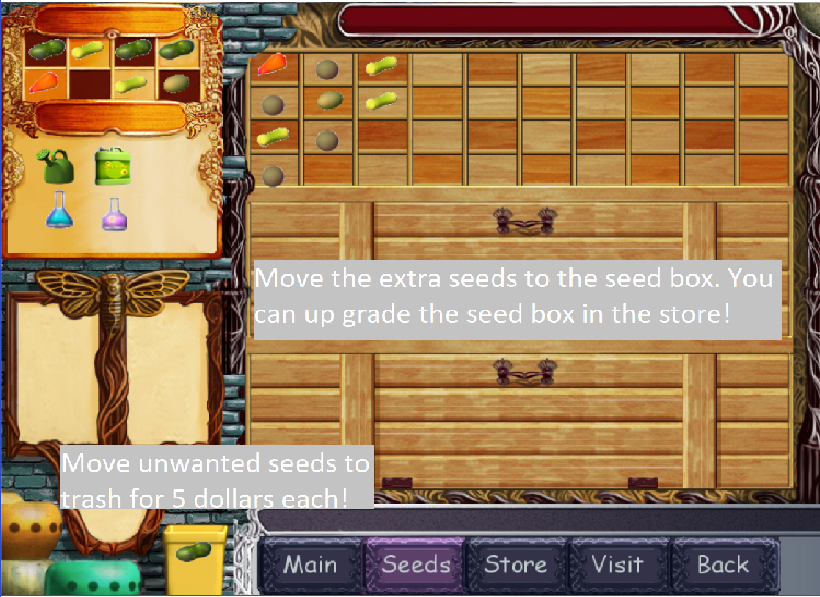 Move the extra seeds to the seed box. You
can up grade the seed box in the store!
Move unwanted seeds to
trash for 5 dollars each!
Main
Seeds
Store
Visit
Back